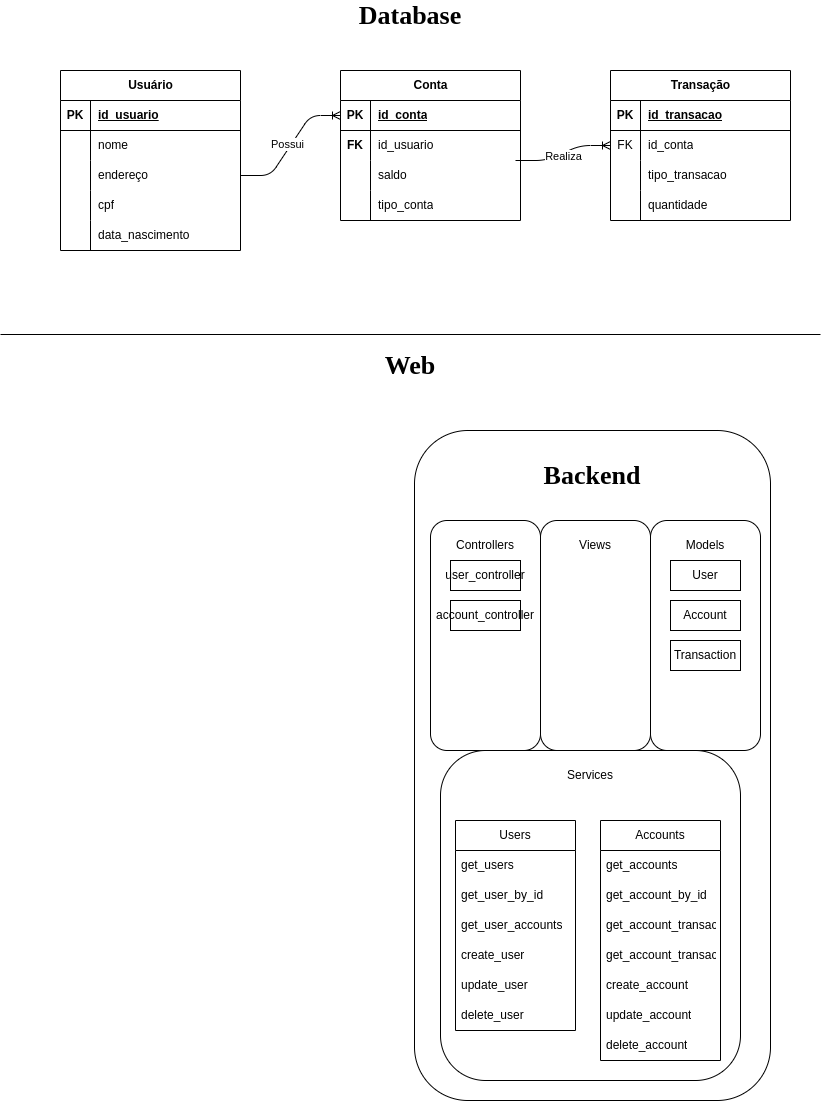 Database
Usuário
PK id_usuario
nome
endereço
cpf
data_nascimento
Possui
Conta
PK id_conta
FK id_usuario
saldo
tipo_conta
Realiza
Transação
PK id_transacao
FK id_conta
tipo_transacao
quantidade
Web
Backend
Controllers
user_controller
account_controller
Views
Models
User
Account
Transaction
Services
Users
get_users
get_user_by_id
get_user_accounts
create_user
update_user
delete_user
Accounts
get_accounts
get_account_by_id
get_account_transac
get_account_transac
create_account
update_account
delete_account